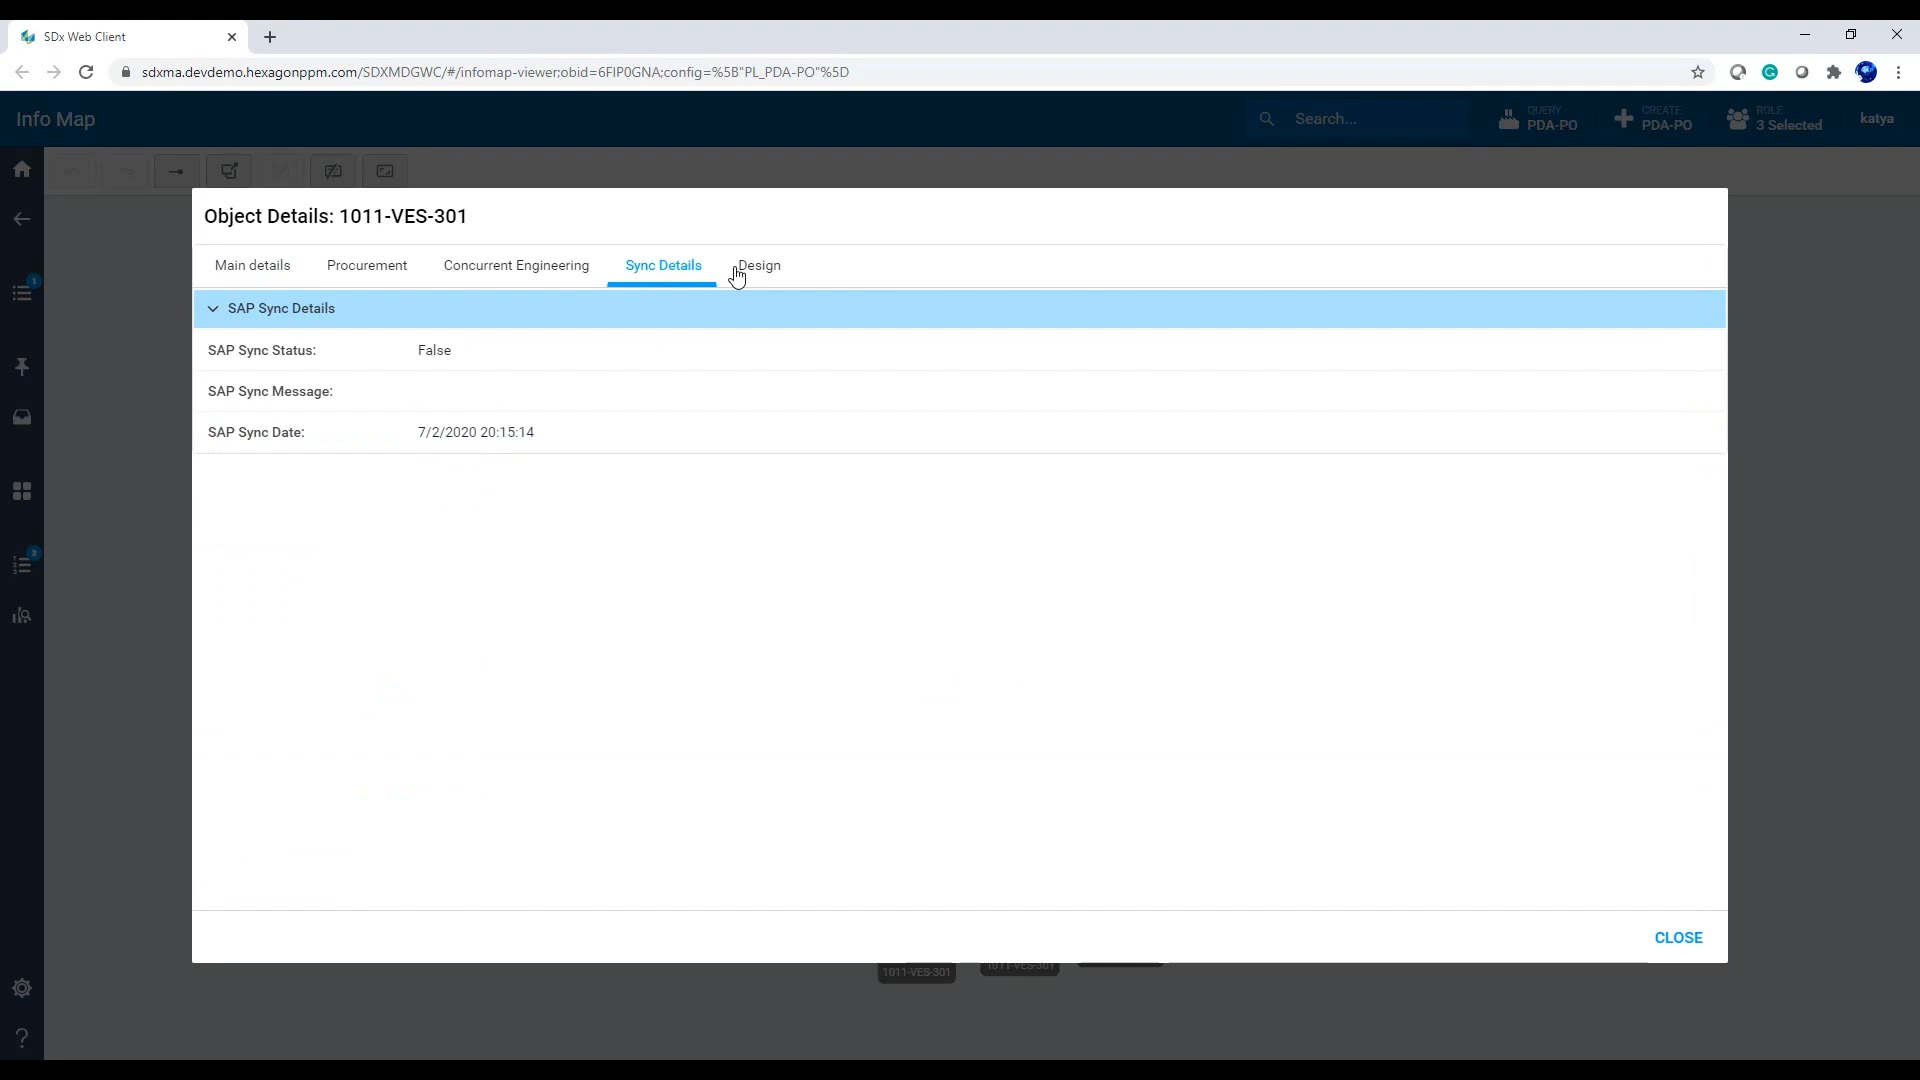 SDx Web Client
sdxma.devdemo.hexagonppm.com/SDXMDGWC/#/infomap-viewer;obid=6FIP0GNA;config=%5B"PL_PDA-PO"%5D
Info Map
Search...
QUERY
PDA-PO
CREATE
PDA-PO
ROLE
3 Selected
katya
Object Details: 1011-VES-301
Main details
Procurement
Concurrent Engineering
Sync Details
Design
SAP Sync Details
SAP Sync Status: False
SAP Sync Message:
SAP Sync Date: 7/2/2020 20:15:14
CLOSE
1011-VES-301
1